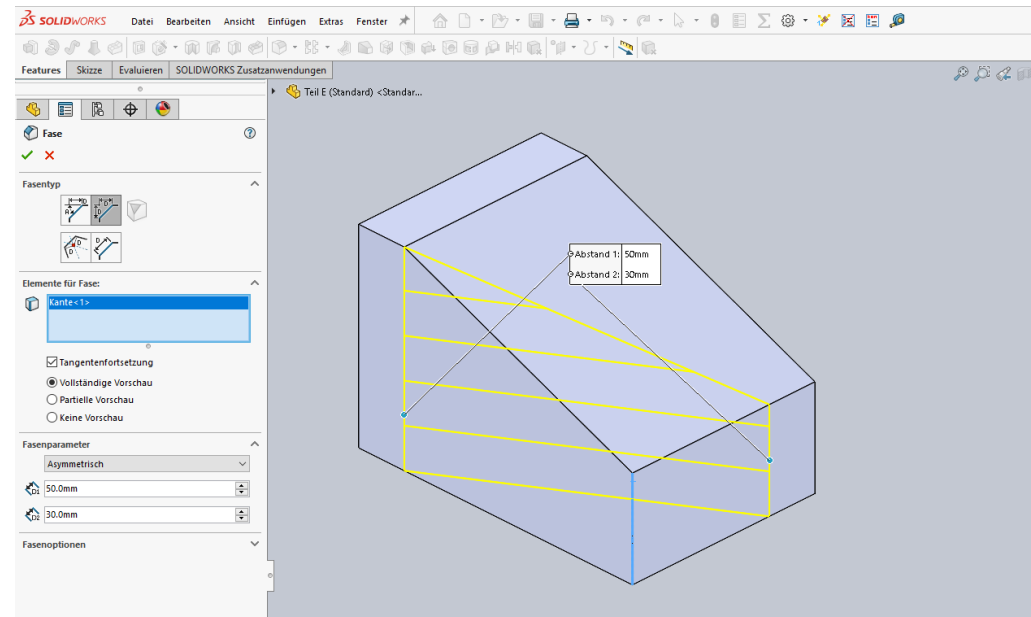 SOLIDWORKS Datei Bearbeiten Ansicht Einfügen Extras Fenster
Features Skizze Evaluieren SOLIDWORKS Zusatzanwendungen
Teil E (Standard) <Standar...
Fase
Fasentyp
Elemente für Fase:
Kante<1>
Tangentenfortsetzung
Vollständige Vorschau
Partielle Vorschau
Keine Vorschau
Fasenparameter
Asymmetrisch
D1 50.0mm
D2 30.0mm
Fasenoptionen
Abstand 1: 50mm
Abstand 2: 30mm